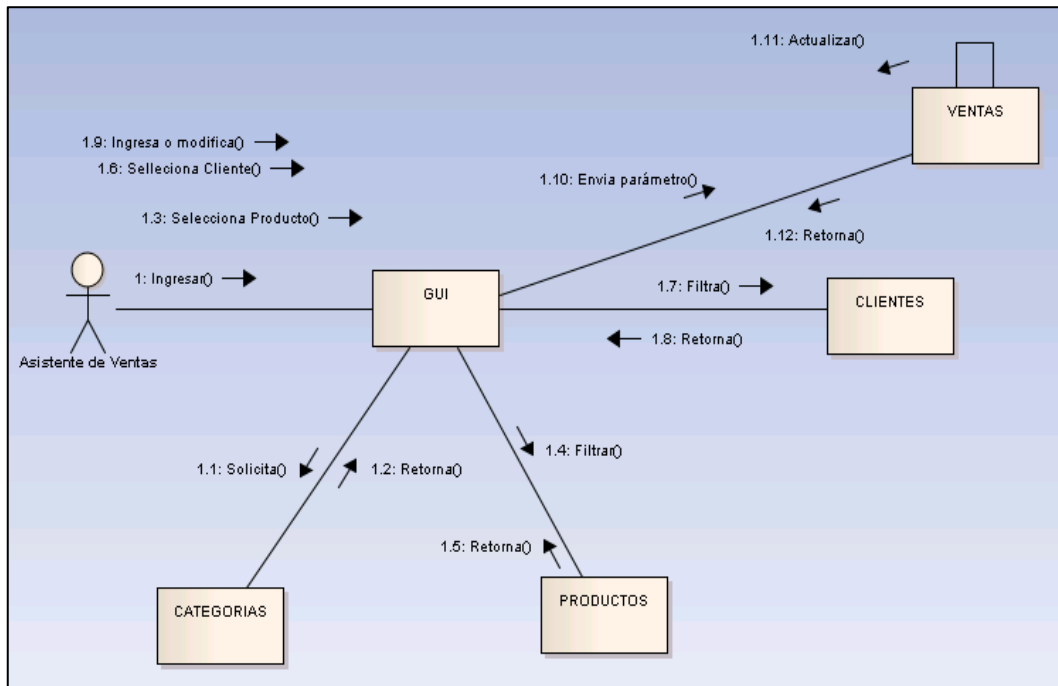 1.11: Actualizar()
VENTAS
1.9: Ingresa o modifica()
1.6: Selleciona Cliente()
1.10: Envia parámetro()
1.3: Selecciona Producto()
1.12: Retorna()
1: Ingresar()
GUI
1.7: Filtra()
CLIENTES
1.8: Retorna()
Asistente de Ventas
1.1: Solicita()
1.2: Retorna()
1.4: Filtrar()
1.5: Retorna()
CATEGORIAS
PRODUCTOS